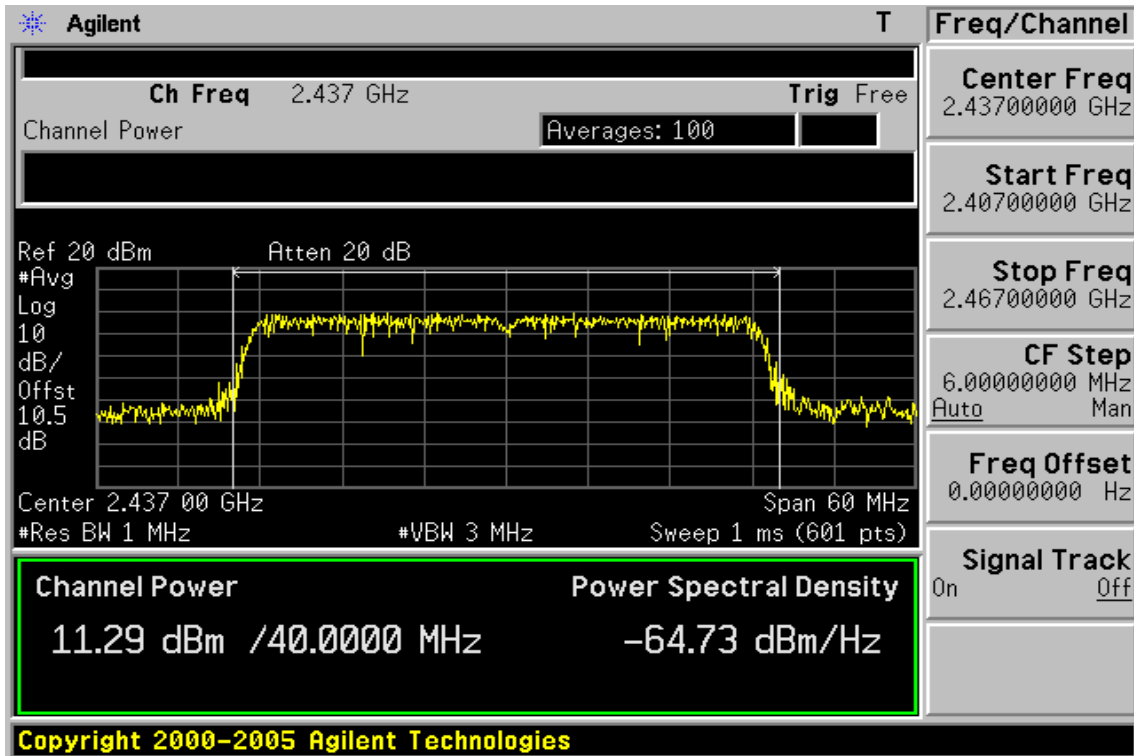 Agilent T
Ch Freq 2.437 GHz Trig Free
Channel Power Averages: 100
Ref 20 dBm Atten 20 dB
#Avg
Log
10
dB/
Offst
10.5
dB
Center 2.437 00 GHz Span 60 MHz
#Res BW 1 MHz #VBW 3 MHz Sweep 1 ms (601 pts)
Channel Power Power Spectral Density
11.29 dBm /40.0000 MHz -64.73 dBm/Hz
Copyright 2000-2005 Agilent Technologies
Freq/Channel
Center Freq
2.43700000 GHz
Start Freq
2.40700000 GHz
Stop Freq
2.46700000 GHz
CF Step
6.00000000 MHz
Auto Man
Freq Offset
0.00000000 Hz
Signal Track
On Off